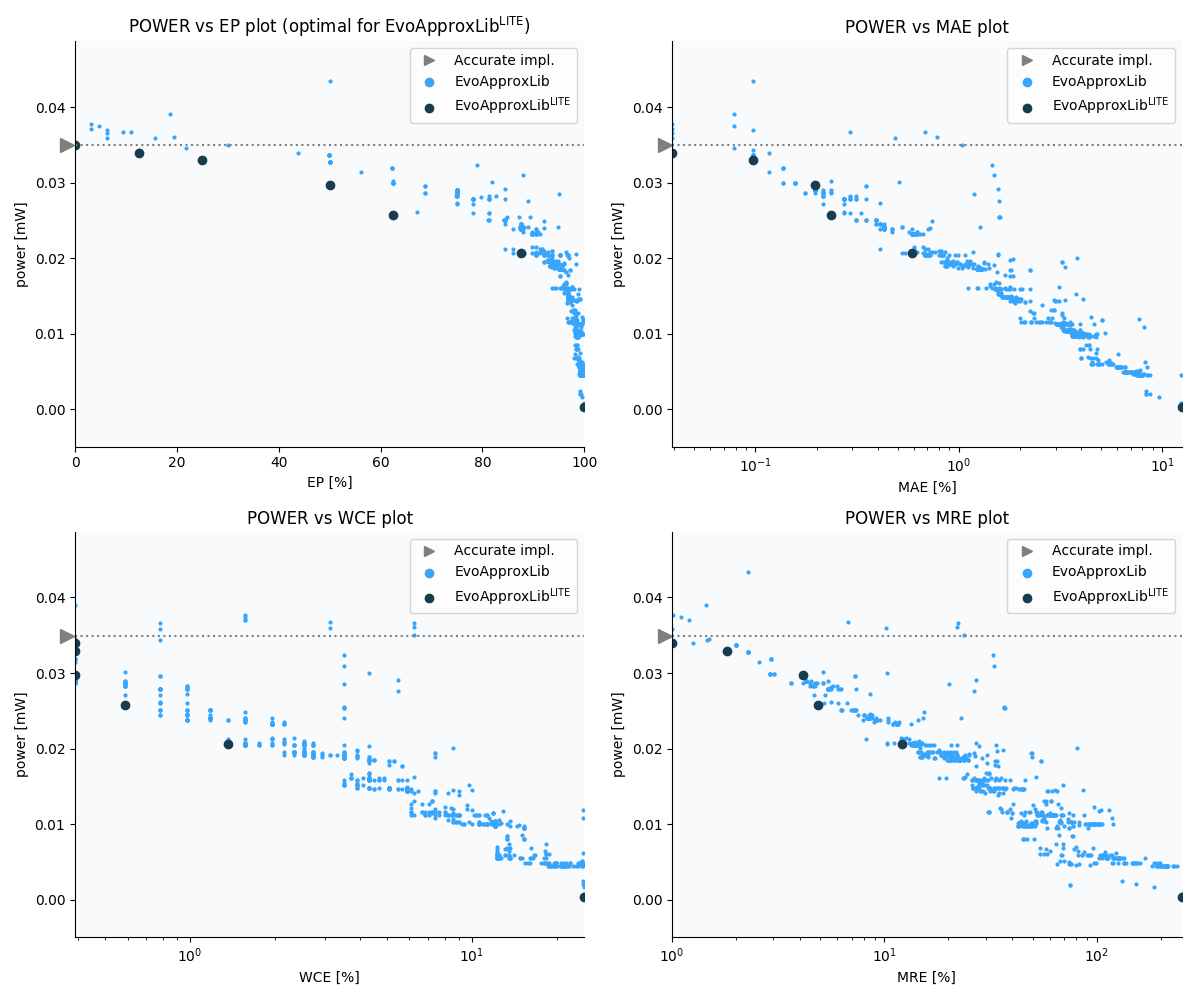 POWER vs EP plot (optimal for EvoApproxLib^LITE)
Accurate impl.
EvoApproxLib
EvoApproxLib^LITE
0.04
0.03
0.02
0.01
0.00
power [mW]
0 20 40 60 80 100
EP [%]
POWER vs MAE plot
Accurate impl.
EvoApproxLib
EvoApproxLib^LITE
0.04
0.03
0.02
0.01
0.00
power [mW]
10^−1 10^0 10^1
MAE [%]
POWER vs WCE plot
Accurate impl.
EvoApproxLib
EvoApproxLib^LITE
0.04
0.03
0.02
0.01
0.00
power [mW]
10^0 10^1
WCE [%]
POWER vs MRE plot
Accurate impl.
EvoApproxLib
EvoApproxLib^LITE
0.04
0.03
0.02
0.01
0.00
power [mW]
10^0 10^1 10^2
MRE [%]